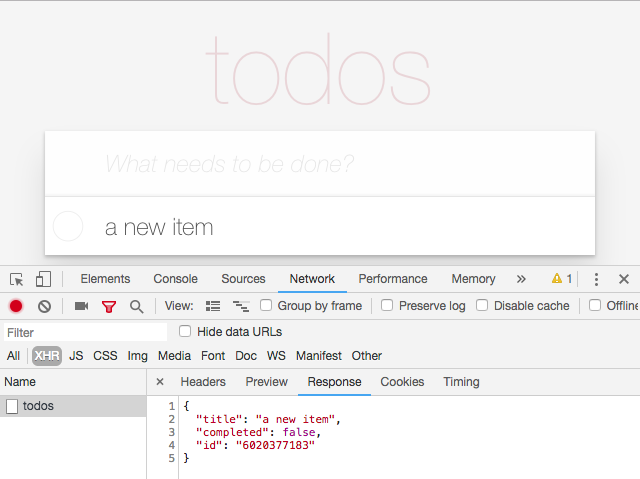 todos
What needs to be done?
a new item
Elements Console Sources Network Performance Memory » 1
View: Group by frame Preserve log Disable cache Offline
Filter Hide data URLs
All XHR JS CSS Img Media Font Doc WS Manifest Other
Name × Headers Preview Response Cookies Timing
todos
1 {
2 "title": "a new item",
3 "completed": false,
4 "id": "6020377183"
5 }